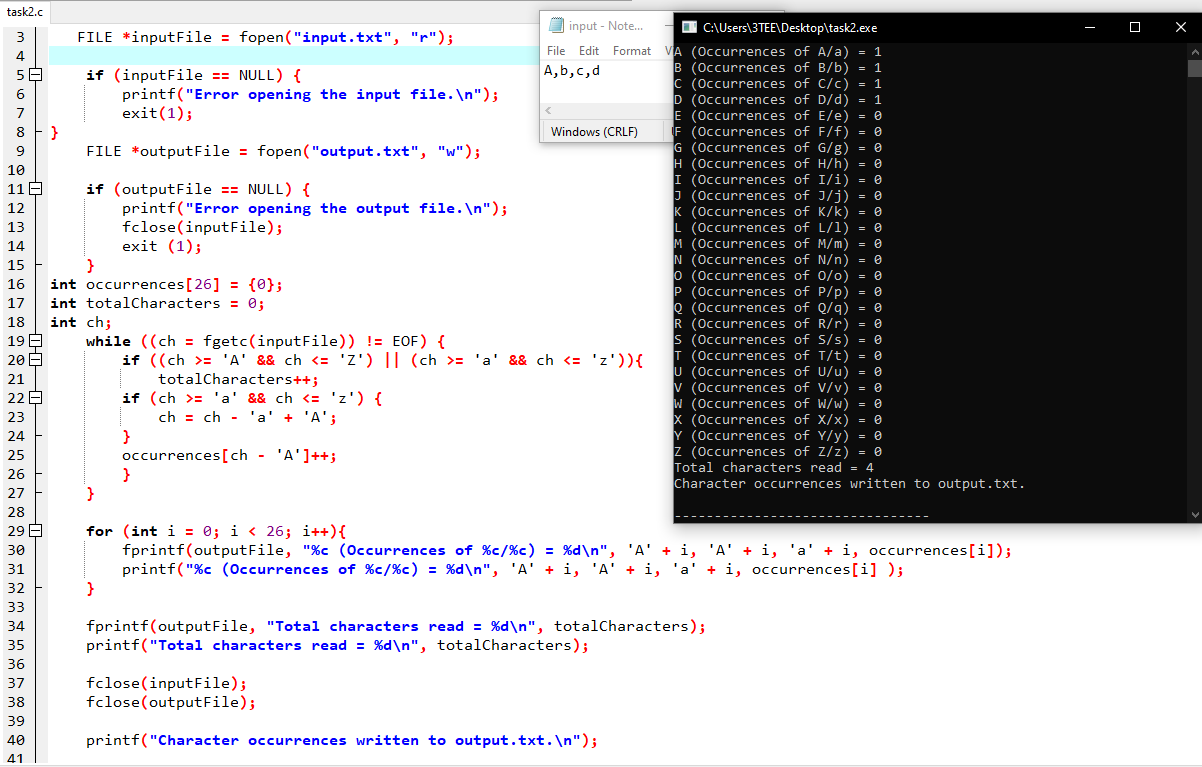 task2.c
3 FILE *inputFile = fopen("input.txt", "r");
4
5 if (inputFile == NULL) {
6 printf("Error opening the input file.\n");
7 exit(1);
8 }
9 FILE *outputFile = fopen("output.txt", "w");
10
11 if (outputFile == NULL) {
12 printf("Error opening the output file.\n");
13 fclose(inputFile);
14 exit (1);
15 }
16 int occurrences[26] = {0};
17 int totalCharacters = 0;
18 int ch;
19 while ((ch = fgetc(inputFile)) != EOF) {
20 if ((ch >= 'A' && ch <= 'Z') || (ch >= 'a' && ch <= 'z')){
21 totalCharacters++;
22 if (ch >= 'a' && ch <= 'z') {
23 ch = ch - 'a' + 'A';
24 }
25 occurrences[ch - 'A']++;
26 }
27 }
28
29 for (int i = 0; i < 26; i++){
30 fprintf(outputFile, "%c (Occurrences of %c/%c) = %d\n", 'A' + i, 'A' + i, 'a' + i, occurrences[i]);
31 printf("%c (Occurrences of %c/%c) = %d\n", 'A' + i, 'A' + i, 'a' + i, occurrences[i] );
32 }
33
34 fprintf(outputFile, "Total characters read = %d\n", totalCharacters);
35 printf("Total characters read = %d\n", totalCharacters);
36
37 fclose(inputFile);
38 fclose(outputFile);
39
40 printf("Character occurrences written to output.txt.\n");
41
input - Note...
File Edit Format V
A,b,c,d
Windows (CRLF)
C:\Users\3TEE\Desktop\task2.exe
A (Occurrences of A/a) = 1
B (Occurrences of B/b) = 1
C (Occurrences of C/c) = 1
D (Occurrences of D/d) = 1
E (Occurrences of E/e) = 0
F (Occurrences of F/f) = 0
G (Occurrences of G/g) = 0
H (Occurrences of H/h) = 0
I (Occurrences of I/i) = 0
J (Occurrences of J/j) = 0
K (Occurrences of K/k) = 0
L (Occurrences of L/l) = 0
M (Occurrences of M/m) = 0
N (Occurrences of N/n) = 0
O (Occurrences of O/o) = 0
P (Occurrences of P/p) = 0
Q (Occurrences of Q/q) = 0
R (Occurrences of R/r) = 0
S (Occurrences of S/s) = 0
T (Occurrences of T/t) = 0
U (Occurrences of U/u) = 0
V (Occurrences of V/v) = 0
W (Occurrences of W/w) = 0
X (Occurrences of X/x) = 0
Y (Occurrences of Y/y) = 0
Z (Occurrences of Z/z) = 0
Total characters read = 4
Character occurrences written to output.txt.
--------------------------------